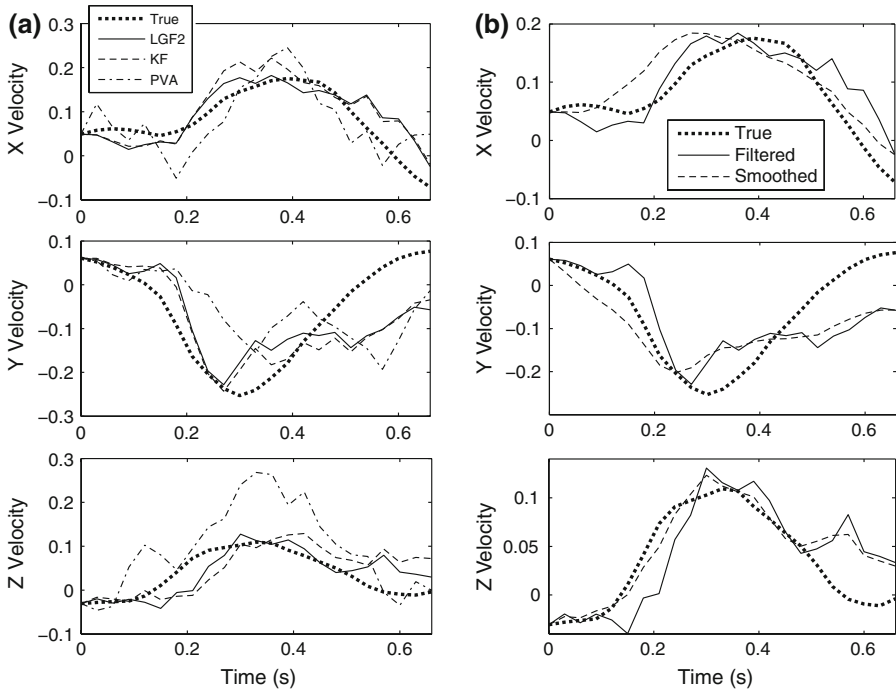 (a)
True
LGF2
KF
PVA
X Velocity
0.3
0.2
0.1
0
−0.1
0
0.2
0.4
0.6
Y Velocity
0.1
0
−0.1
−0.2
−0.3
0
0.2
0.4
0.6
Z Velocity
0.3
0.2
0.1
0
−0.1
0
0.2
0.4
0.6
Time (s)
(b)
X Velocity
0.2
0.1
0
0.1
True
Filtered
Smoothed
0
0.2
0.4
0.6
Y Velocity
0.1
0
−0.1
−0.2
0
0.2
0.4
0.6
Z Velocity
0.1
0.05
0
0
0.2
0.4
0.6
Time (s)